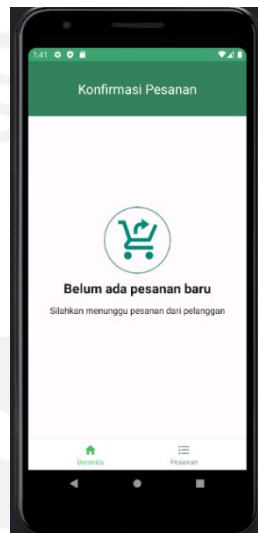 1:41
Konfirmasi Pesanan
Belum ada pesanan baru
Silahkan menunggu pesanan dari pelanggan
Beranda
Pesanan